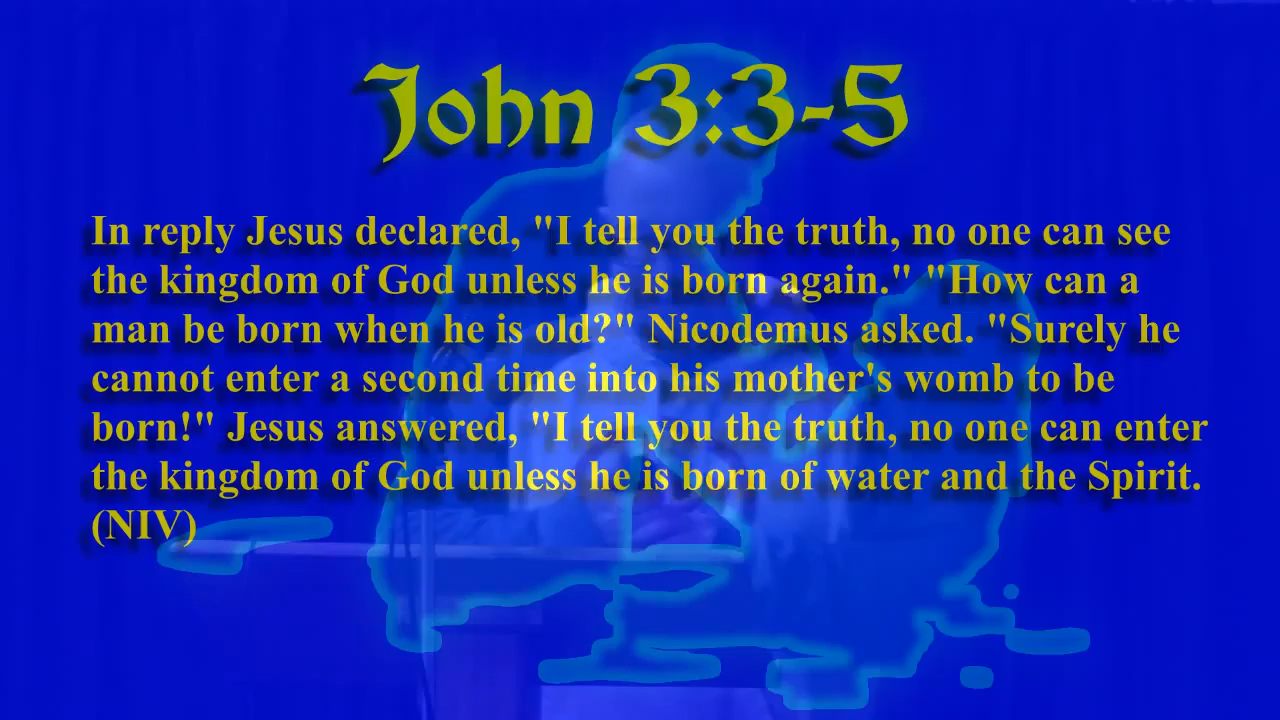 John 3:3-5
In reply Jesus declared, "I tell you the truth, no one can see
the kingdom of God unless he is born again." "How can a
man be born when he is old?" Nicodemus asked. "Surely he
cannot enter a second time into his mother's womb to be
born!" Jesus answered, "I tell you the truth, no one can enter
the kingdom of God unless he is born of water and the Spirit.
(NIV)